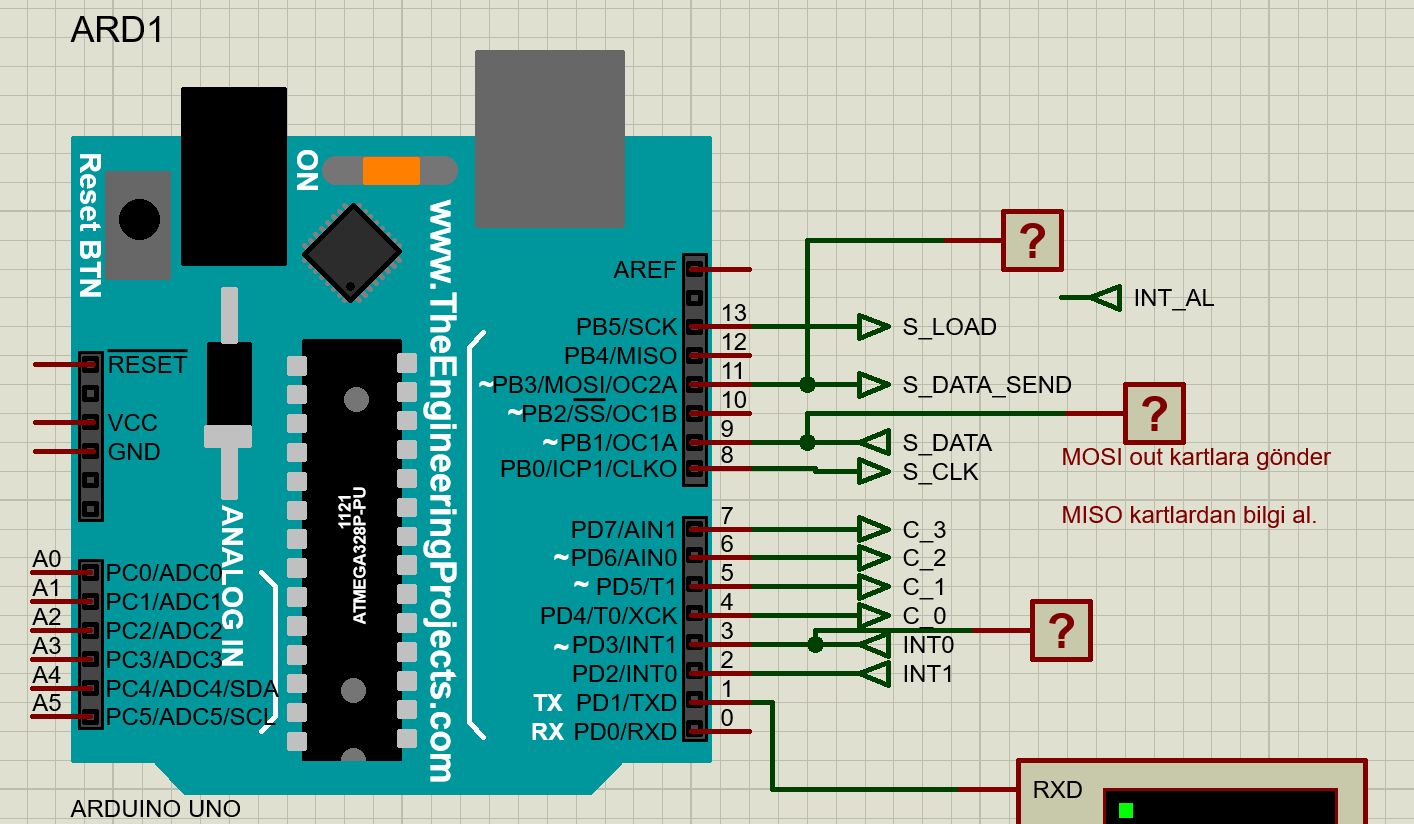 ARD1
Reset BTN
ON
www.TheEngineeringProjects.com
?
AREF
INT_AL
PB5/SCK 13 S_LOAD
PB4/MISO 12
~PB3/MOSI/OC2A 11 S_DATA_SEND
~PB2/SS/OC1B 10
?
~PB1/OC1A 9 S_DATA
PB0/ICP1/CLKO 8 S_CLK
MOSI out kartlara gönder
MISO kartlardan bilgi al.
RESET
VCC
GND
1121
ATMEGA328P-PU
ANALOG IN
PD7/AIN1 7 C_3
~PD6/AIN0 6 C_2
~ PD5/T1 5 C_1
PD4/T0/XCK 4 C_0
~PD3/INT1 3 INT0
?
PD2/INT0 2 INT1
TX PD1/TXD 1
RX PD0/RXD 0
A0 PC0/ADC0
A1 PC1/ADC1
A2 PC2/ADC2
A3 PC3/ADC3
A4 PC4/ADC4/SDA
A5 PC5/ADC5/SCL
RXD
ARDUINO UNO